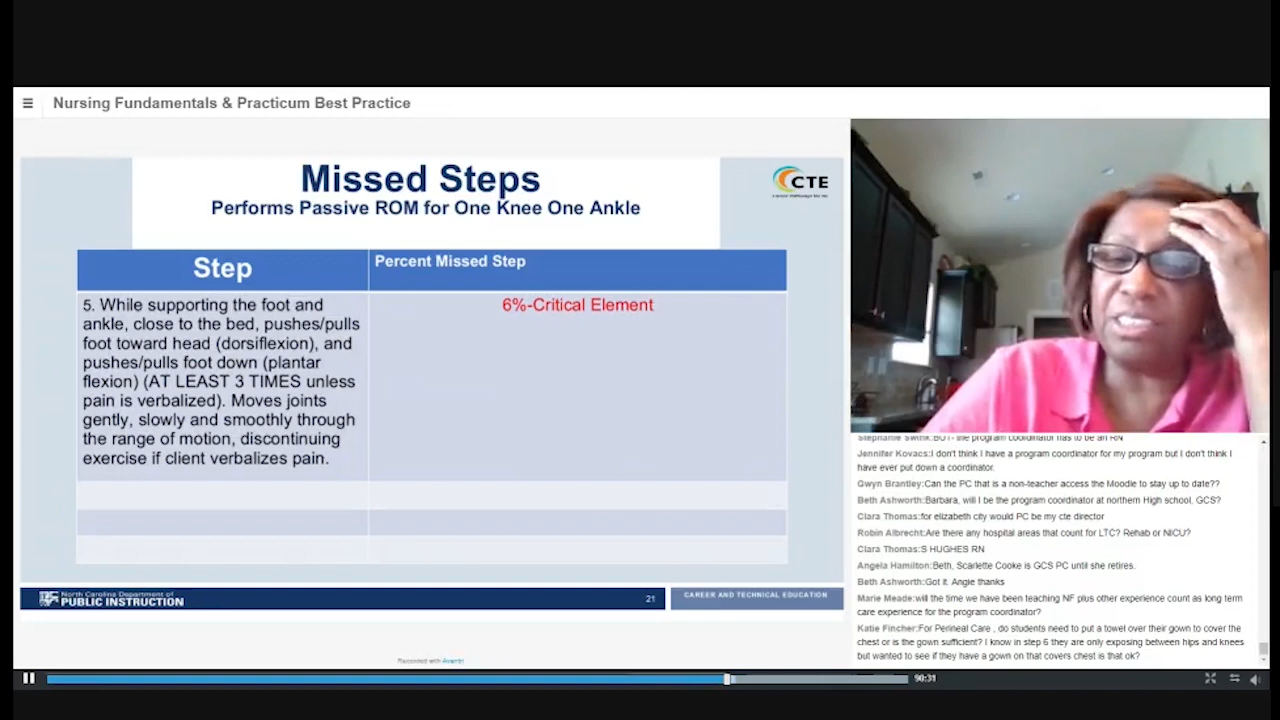 Nursing Fundamentals & Practicum Best Practice
Missed Steps
Performs Passive ROM for One Knee One Ankle
CTE
Step
Percent Missed Step
5. While supporting the foot and
ankle, close to the bed, pushes/pulls
foot toward head (dorsiflexion), and
pushes/pulls foot down (plantar
flexion) (AT LEAST 3 TIMES unless
pain is verbalized). Moves joints
gently, slowly and smoothly through
the range of motion, discontinuing
exercise if client verbalizes pain.
6%-Critical Element
North Carolina Department of
PUBLIC INSTRUCTION
21
CAREER AND TECHNICAL EDUCATION
Recorded with
Stephanie Swink:BUT- the program coordinator has to be an RN
Jennifer Kovacs:I don't think I have a program coordinator for my program but I don't think I
have ever put down a coordinator.
Gwyn Brantley:Can the PC that is a non-teacher access the Moodle to stay up to date??
Beth Ashworth:Barbara, will I be the program coordinator at northern High school, GCS?
Clara Thomas:for elizabeth city would PC be my cte director
Robin Albrecht:Are there any hospital areas that count for LTC? Rehab or NICU?
Clara Thomas:S HUGHES RN
Angela Hamilton:Beth, Scarlette Cooke is GCS PC until she retires.
Beth Ashworth:Got it. Angie thanks
Marie Meade:will the time we have been teaching NF plus other experience count as long term
care experience for the program coordinator?
Katie Fincher:For Perineal Care , do students need to put a towel over their gown to cover the
chest or is the gown sufficient? I know in step 6 they are only exposing between hips and knees
but wanted to see if they have a gown on that covers chest is that ok?
90:31